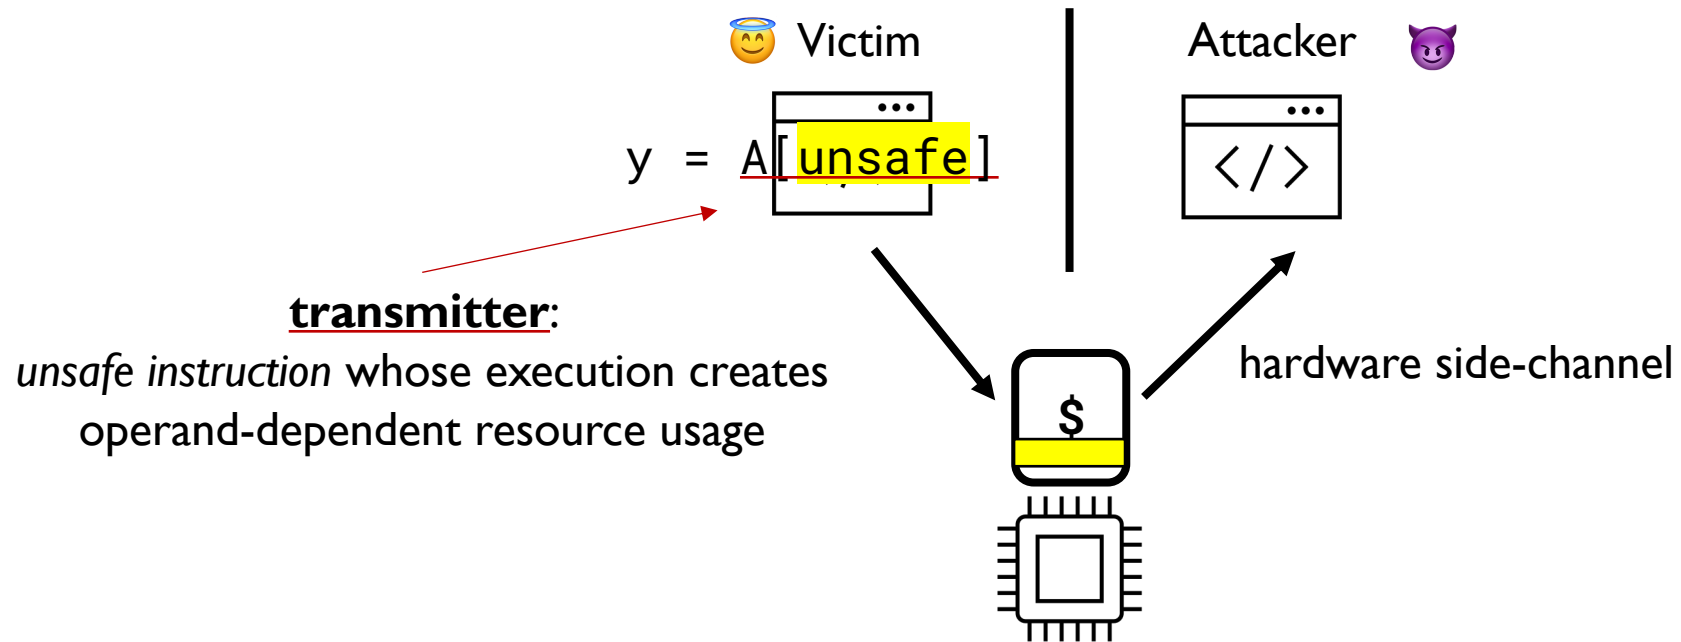 Victim
Attacker
y = A[unsafe]
</>
transmitter:
unsafe instruction whose execution creates
operand-dependent resource usage
hardware side-channel
$